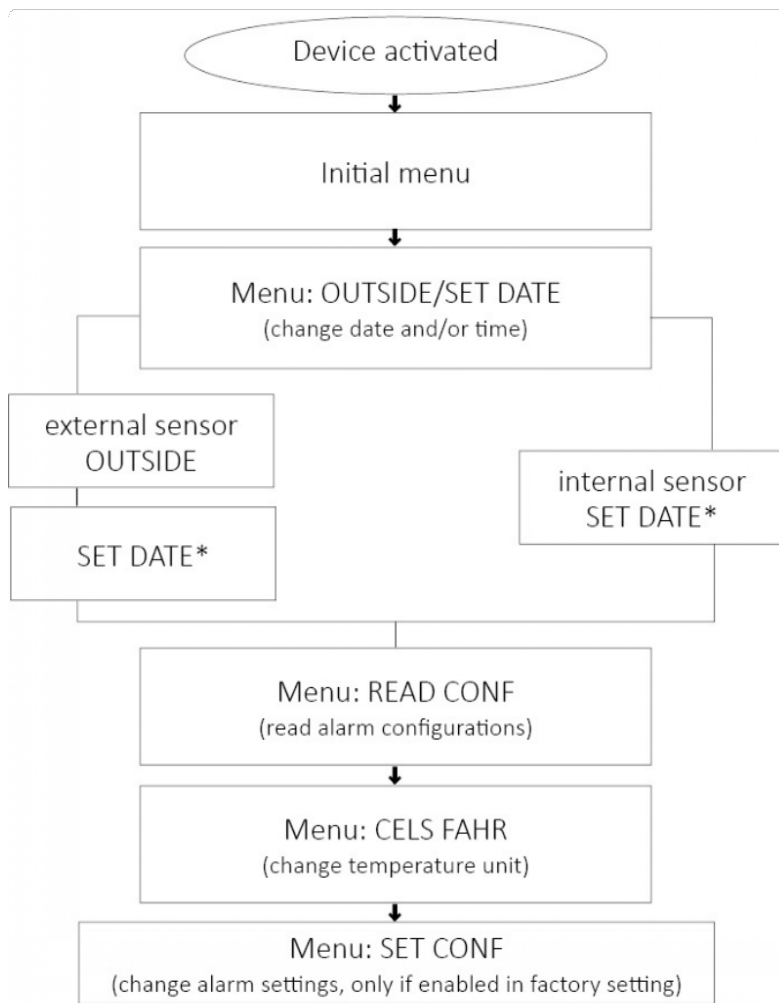 Device activated
Initial menu
Menu: OUTSIDE/SET DATE
(change date and/or time)
external sensor
OUTSIDE
internal sensor
SET DATE*
SET DATE*
Menu: READ CONF
(read alarm configurations)
Menu: CELS FAHR
(change temperature unit)
Menu: SET CONF
(change alarm settings, only if enabled in factory setting)